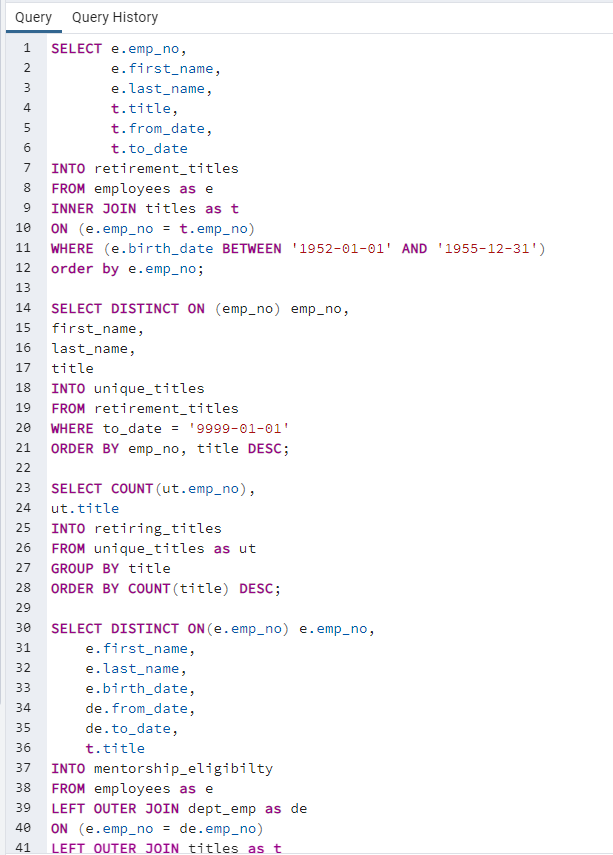 Query Query History
1 SELECT e.emp_no,
2 e.first_name,
3 e.last_name,
4 t.title,
5 t.from_date,
6 t.to_date
7 INTO retirement_titles
8 FROM employees as e
9 INNER JOIN titles as t
10 ON (e.emp_no = t.emp_no)
11 WHERE (e.birth_date BETWEEN '1952-01-01' AND '1955-12-31')
12 order by e.emp_no;
13
14 SELECT DISTINCT ON (emp_no) emp_no,
15 first_name,
16 last_name,
17 title
18 INTO unique_titles
19 FROM retirement_titles
20 WHERE to_date = '9999-01-01'
21 ORDER BY emp_no, title DESC;
22
23 SELECT COUNT(ut.emp_no),
24 ut.title
25 INTO retiring_titles
26 FROM unique_titles as ut
27 GROUP BY title
28 ORDER BY COUNT(title) DESC;
29
30 SELECT DISTINCT ON(e.emp_no) e.emp_no,
31 e.first_name,
32 e.last_name,
33 e.birth_date,
34 de.from_date,
35 de.to_date,
36 t.title
37 INTO mentorship_eligibilty
38 FROM employees as e
39 LEFT OUTER JOIN dept_emp as de
40 ON (e.emp_no = de.emp_no)
41 LEFT OUTER JOIN titles as t